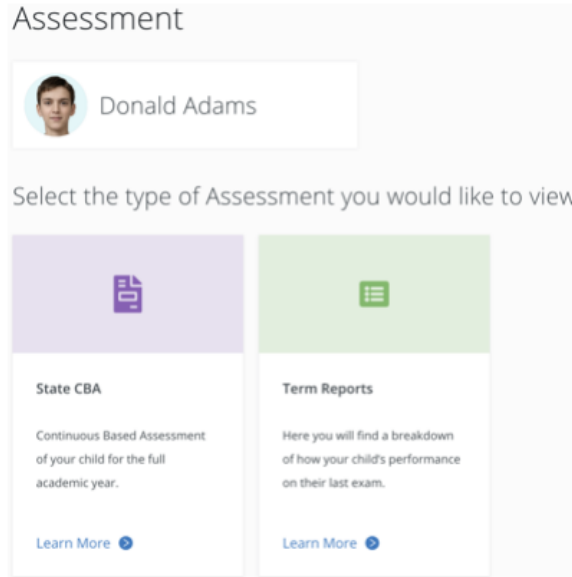 Assessment
Donald Adams
Select the type of Assessment you would like to view
State CBA
Continuous Based Assessment
of your child for the full
academic year.
Learn More
Term Reports
Here you will find a breakdown
of how your child's performance
on their last exam.
Learn More